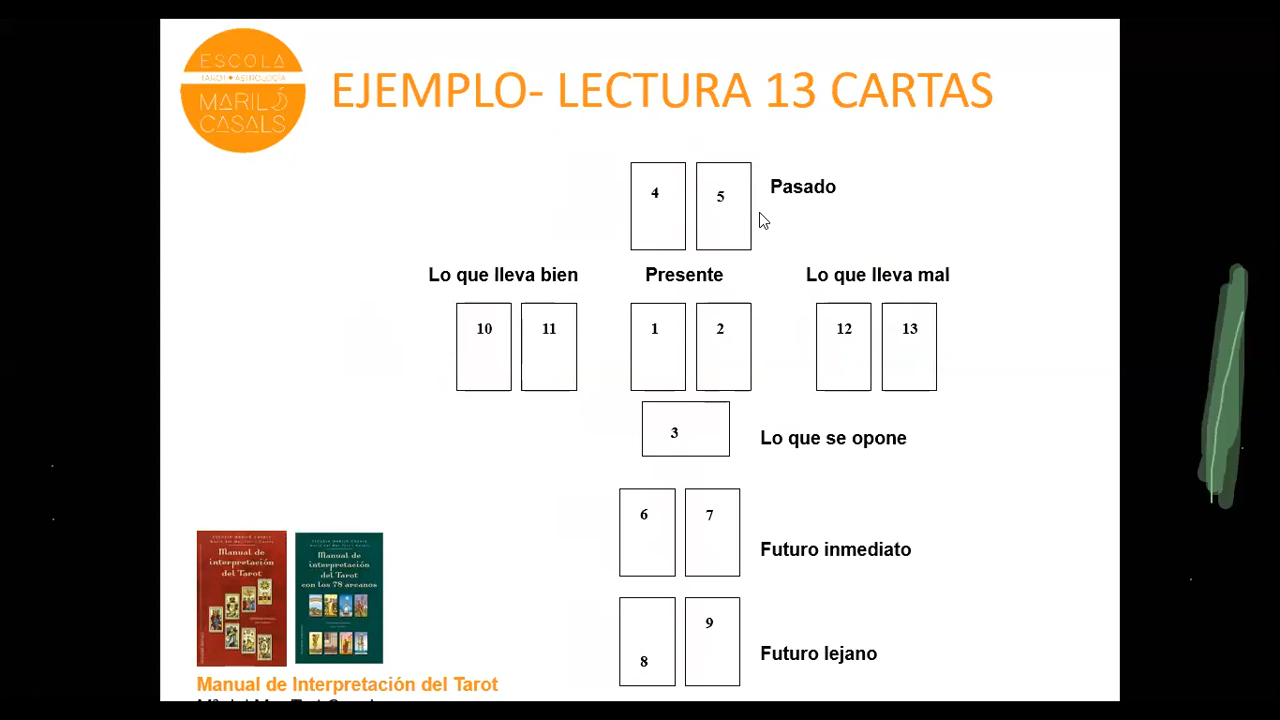 ESCOLA
TAROT • ASTROLOGIA
MARILÓ
CASALS
EJEMPLO- LECTURA 13 CARTAS
4 5 Pasado
Lo que lleva bien Presente Lo que lleva mal
10 11 1 2 12 13
3 Lo que se opone
6 7
Futuro inmediato
9
8 Futuro lejano
Manual de
interpretación
del Tarot
Manual de
interpretación
del Tarot
con los 78 arcanos
Manual de Interpretación del Tarot